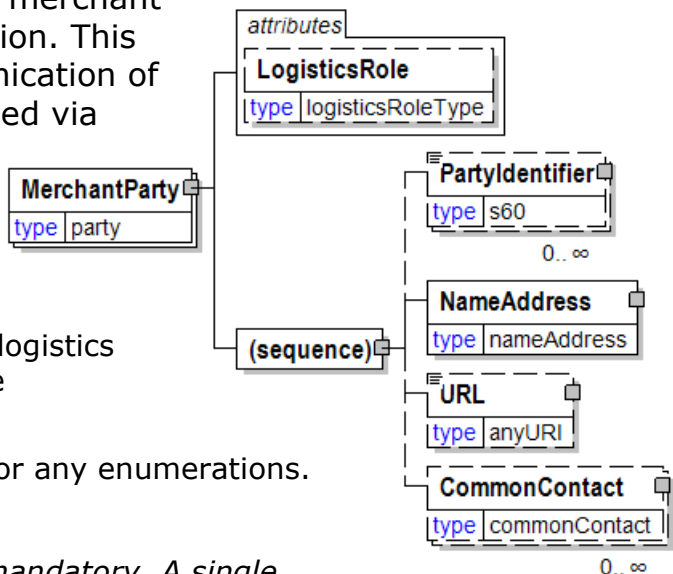 merchant
ion. This
nication of
ed via
attributes
LogisticsRole
type logisticsRoleType
MerchantParty
type party
PartyIdentifier
type s60
0.. ∞
NameAddress
type nameAddress
logistics
(sequence)
e
URL
type anyURI
or any enumerations.
CommonContact
type commonContact
0.. ∞
mandatory. A single